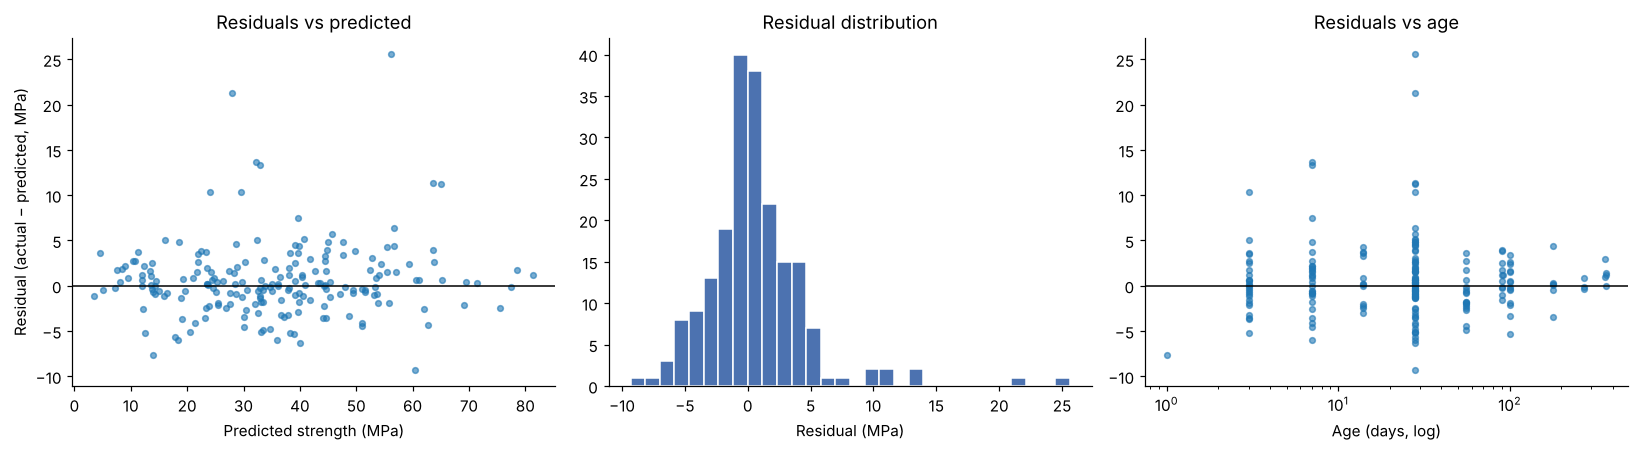 Residuals vs predicted
Residual (actual − predicted, MPa)
25
20
15
10
5
0
−5
−10
0 10 20 30 40 50 60 70 80
Predicted strength (MPa)
Residual distribution
40
35
30
25
20
15
10
5
0
−10 −5 0 5 10 15 20 25
Residual (MPa)
Residuals vs age
25
20
15
10
5
0
−5
−10
10⁰ 10¹ 10²
Age (days, log)